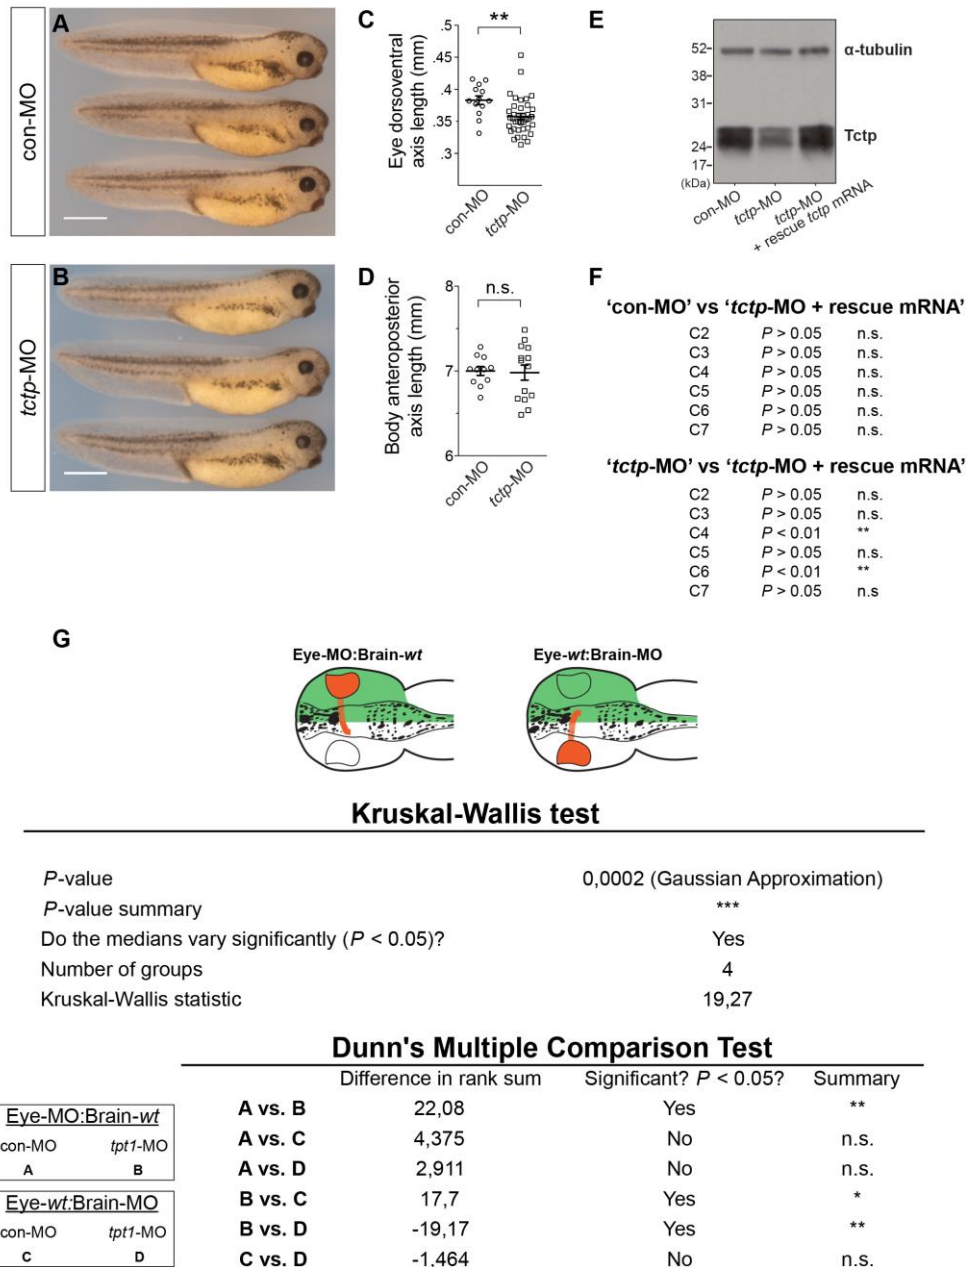 A
con-MO
B
tctp-MO
C
**
Eye dorsoventral
axis length (mm)
.5
.45
.4
.35
.3
con-MO
tctp-MO
D
n.s.
Body anteroposterior
axis length (mm)
8
7
6
con-MO
tctp-MO
E
52-
38-
31-
24-
17-
(kDa)
α-tubulin
Tctp
con-MO
tctp-MO
tctp-MO
+ rescue tctp mRNA
F
'con-MO' vs 'tctp-MO + rescue mRNA'
C2 P > 0.05 n.s.
C3 P > 0.05 n.s.
C4 P > 0.05 n.s.
C5 P > 0.05 n.s.
C6 P > 0.05 n.s.
C7 P > 0.05 n.s.
'tctp-MO' vs 'tctp-MO + rescue mRNA'
C2 P > 0.05 n.s.
C3 P > 0.05 n.s.
C4 P < 0.01 **
C5 P > 0.05 n.s.
C6 P < 0.01 **
C7 P > 0.05 n.s
G
Eye-MO:Brain-wt
Eye-wt:Brain-MO
Kruskal-Wallis test
P-value 0,0002 (Gaussian Approximation)
P-value summary ***
Do the medians vary significantly (P < 0.05)? Yes
Number of groups 4
Kruskal-Wallis statistic 19,27
Dunn's Multiple Comparison Test
Difference in rank sum Significant? P < 0.05? Summary
A vs. B 22,08 Yes **
A vs. C 4,375 No n.s.
A vs. D 2,911 No n.s.
B vs. C 17,7 Yes *
B vs. D -19,17 Yes **
C vs. D -1,464 No n.s.
Eye-MO:Brain-wt
con-MO tpt1-MO
A B
Eye-wt:Brain-MO
con-MO tpt1-MO
C D